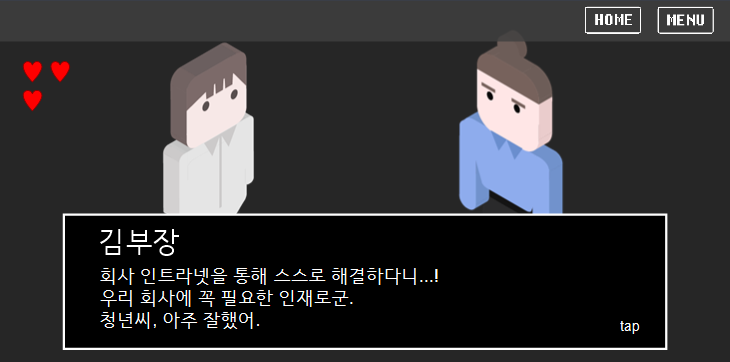 HOME MENU
김부장
회사 인트라넷을 통해 스스로 해결하다니...!
우리 회사에 꼭 필요한 인재로군.
청년씨, 아주 잘했어.
tap